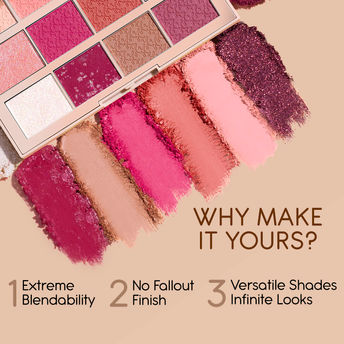 WHY MAKE
IT YOURS?
1 Extreme
Blendability
2 No Fallout
Finish
3 Versatile Shades
Infinite Looks